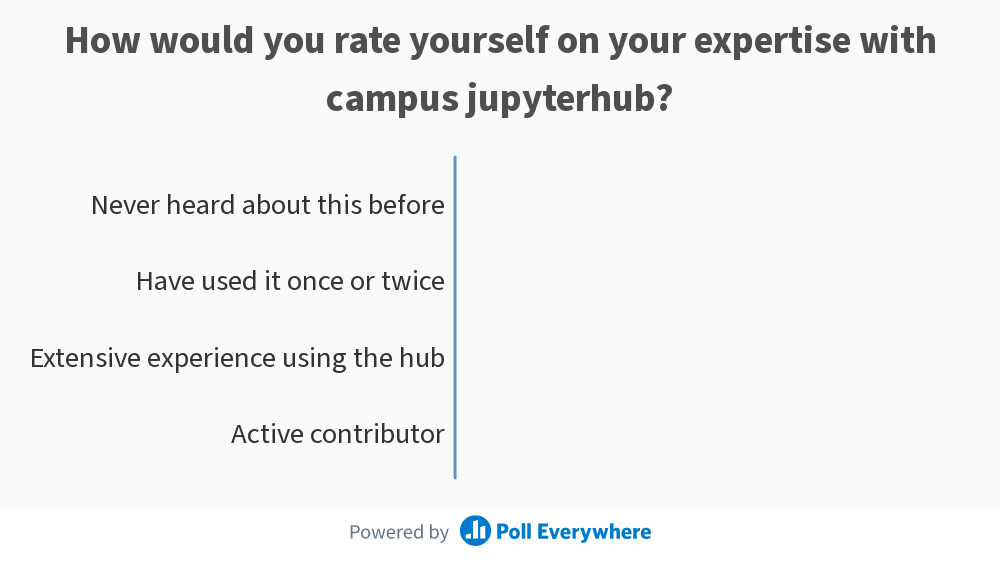 How would you rate yourself on your expertise with
campus jupyterhub?
Never heard about this before
Have used it once or twice
Extensive experience using the hub
Active contributor
Powered by Poll Everywhere